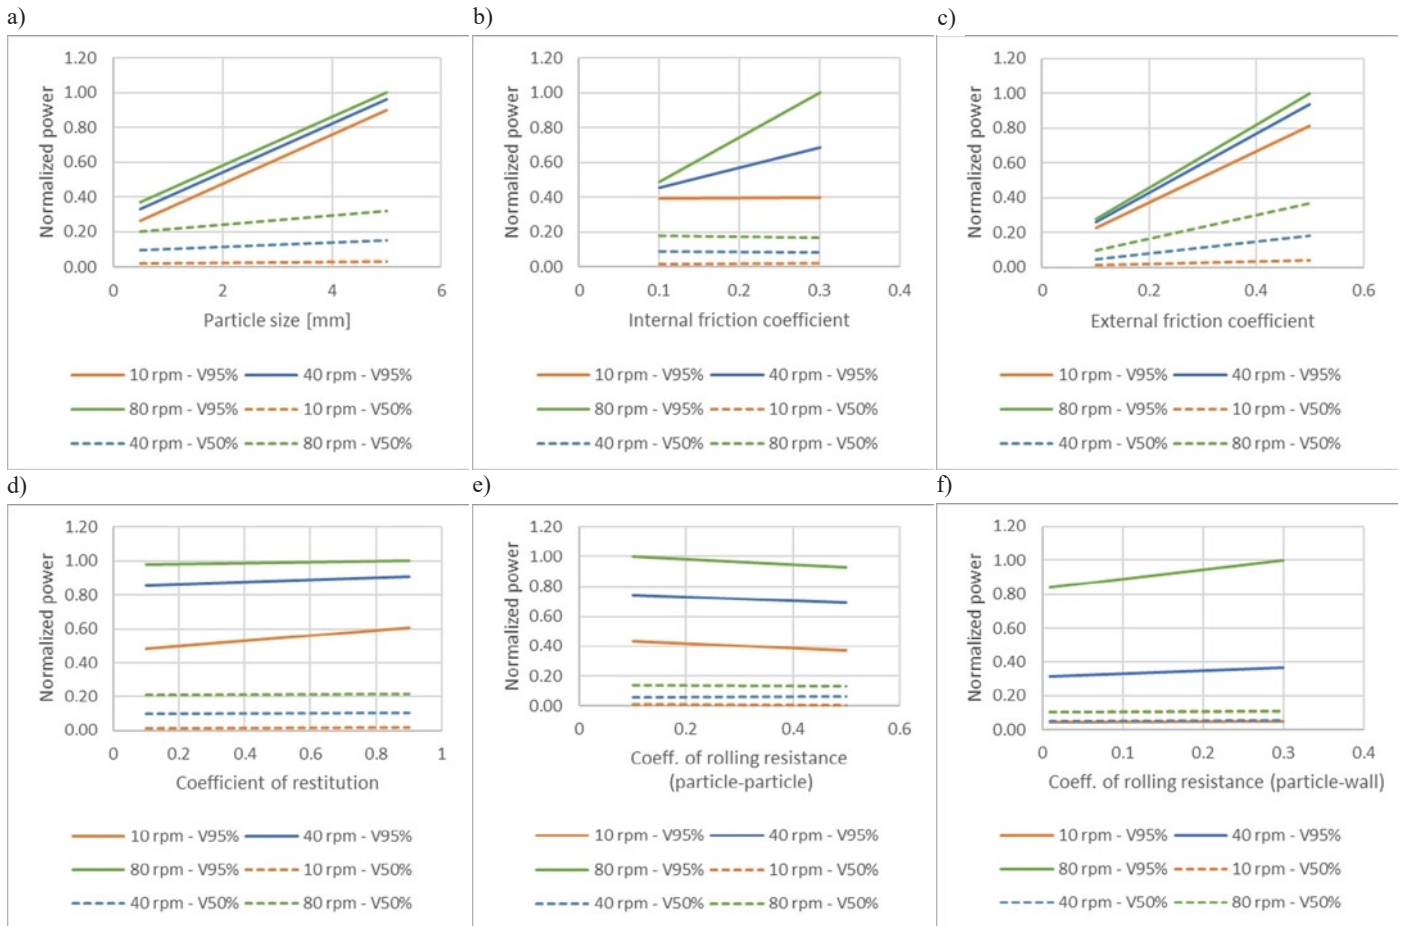 a)
Normalized power
1.20
1.00
0.80
0.60
0.40
0.20
0.00
0 2 4 6
Particle size [mm]
10 rpm - V95% 40 rpm - V95%
80 rpm - V95% 10 rpm - V50%
40 rpm - V50% 80 rpm - V50%
b)
Normalized power
1.20
1.00
0.80
0.60
0.40
0.20
0.00
0 0.1 0.2 0.3 0.4
Internal friction coefficient
10 rpm - V95% 40 rpm - V95%
80 rpm - V95% 10 rpm - V50%
40 rpm - V50% 80 rpm - V50%
c)
Normalized power
1.20
1.00
0.80
0.60
0.40
0.20
0.00
0 0.2 0.4 0.6
External friction coefficient
10 rpm - V95% 40 rpm - V95%
80 rpm - V95% 10 rpm - V50%
40 rpm - V50% 80 rpm - V50%
d)
Normalized power
1.20
1.00
0.80
0.60
0.40
0.20
0.00
0 0.2 0.4 0.6 0.8 1
Coefficient of restitution
10 rpm - V95% 40 rpm - V95%
80 rpm - V95% 10 rpm - V50%
40 rpm - V50% 80 rpm - V50%
e)
Normalized power
1.20
1.00
0.80
0.60
0.40
0.20
0.00
0 0.2 0.4 0.6
Coeff. of rolling resistance
(particle-particle)
10 rpm - V95% 40 rpm - V95%
80 rpm - V95% 10 rpm - V50%
40 rpm - V50% 80 rpm - V50%
f)
Normalized power
1.20
1.00
0.80
0.60
0.40
0.20
0.00
0 0.1 0.2 0.3 0.4
Coeff. of rolling resistance (particle-wall)
10 rpm - V95% 40 rpm - V95%
80 rpm - V95% 10 rpm - V50%
40 rpm - V50% 80 rpm - V50%